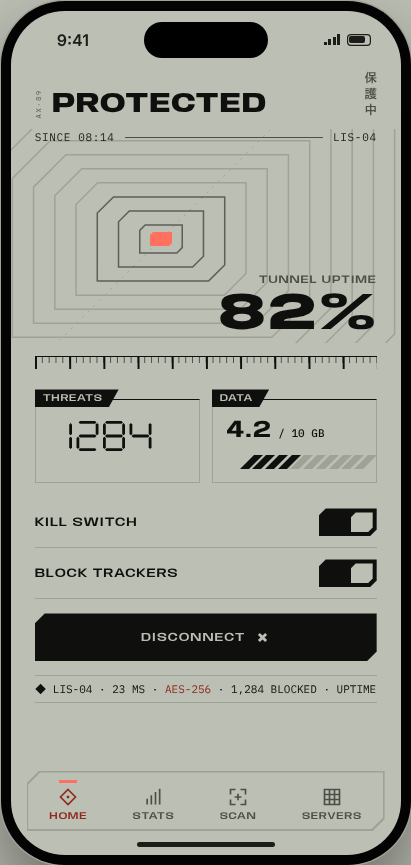 9:41
AX-09
PROTECTED
保護中
SINCE 08:14
LIS-04
TUNNEL UPTIME
82%
THREATS
1284
DATA
4.2 / 10 GB
KILL SWITCH
BLOCK TRACKERS
DISCONNECT
LIS-04 · 23 MS · AES-256 · 1,284 BLOCKED · UPTIME
HOME
STATS
SCAN
SERVERS